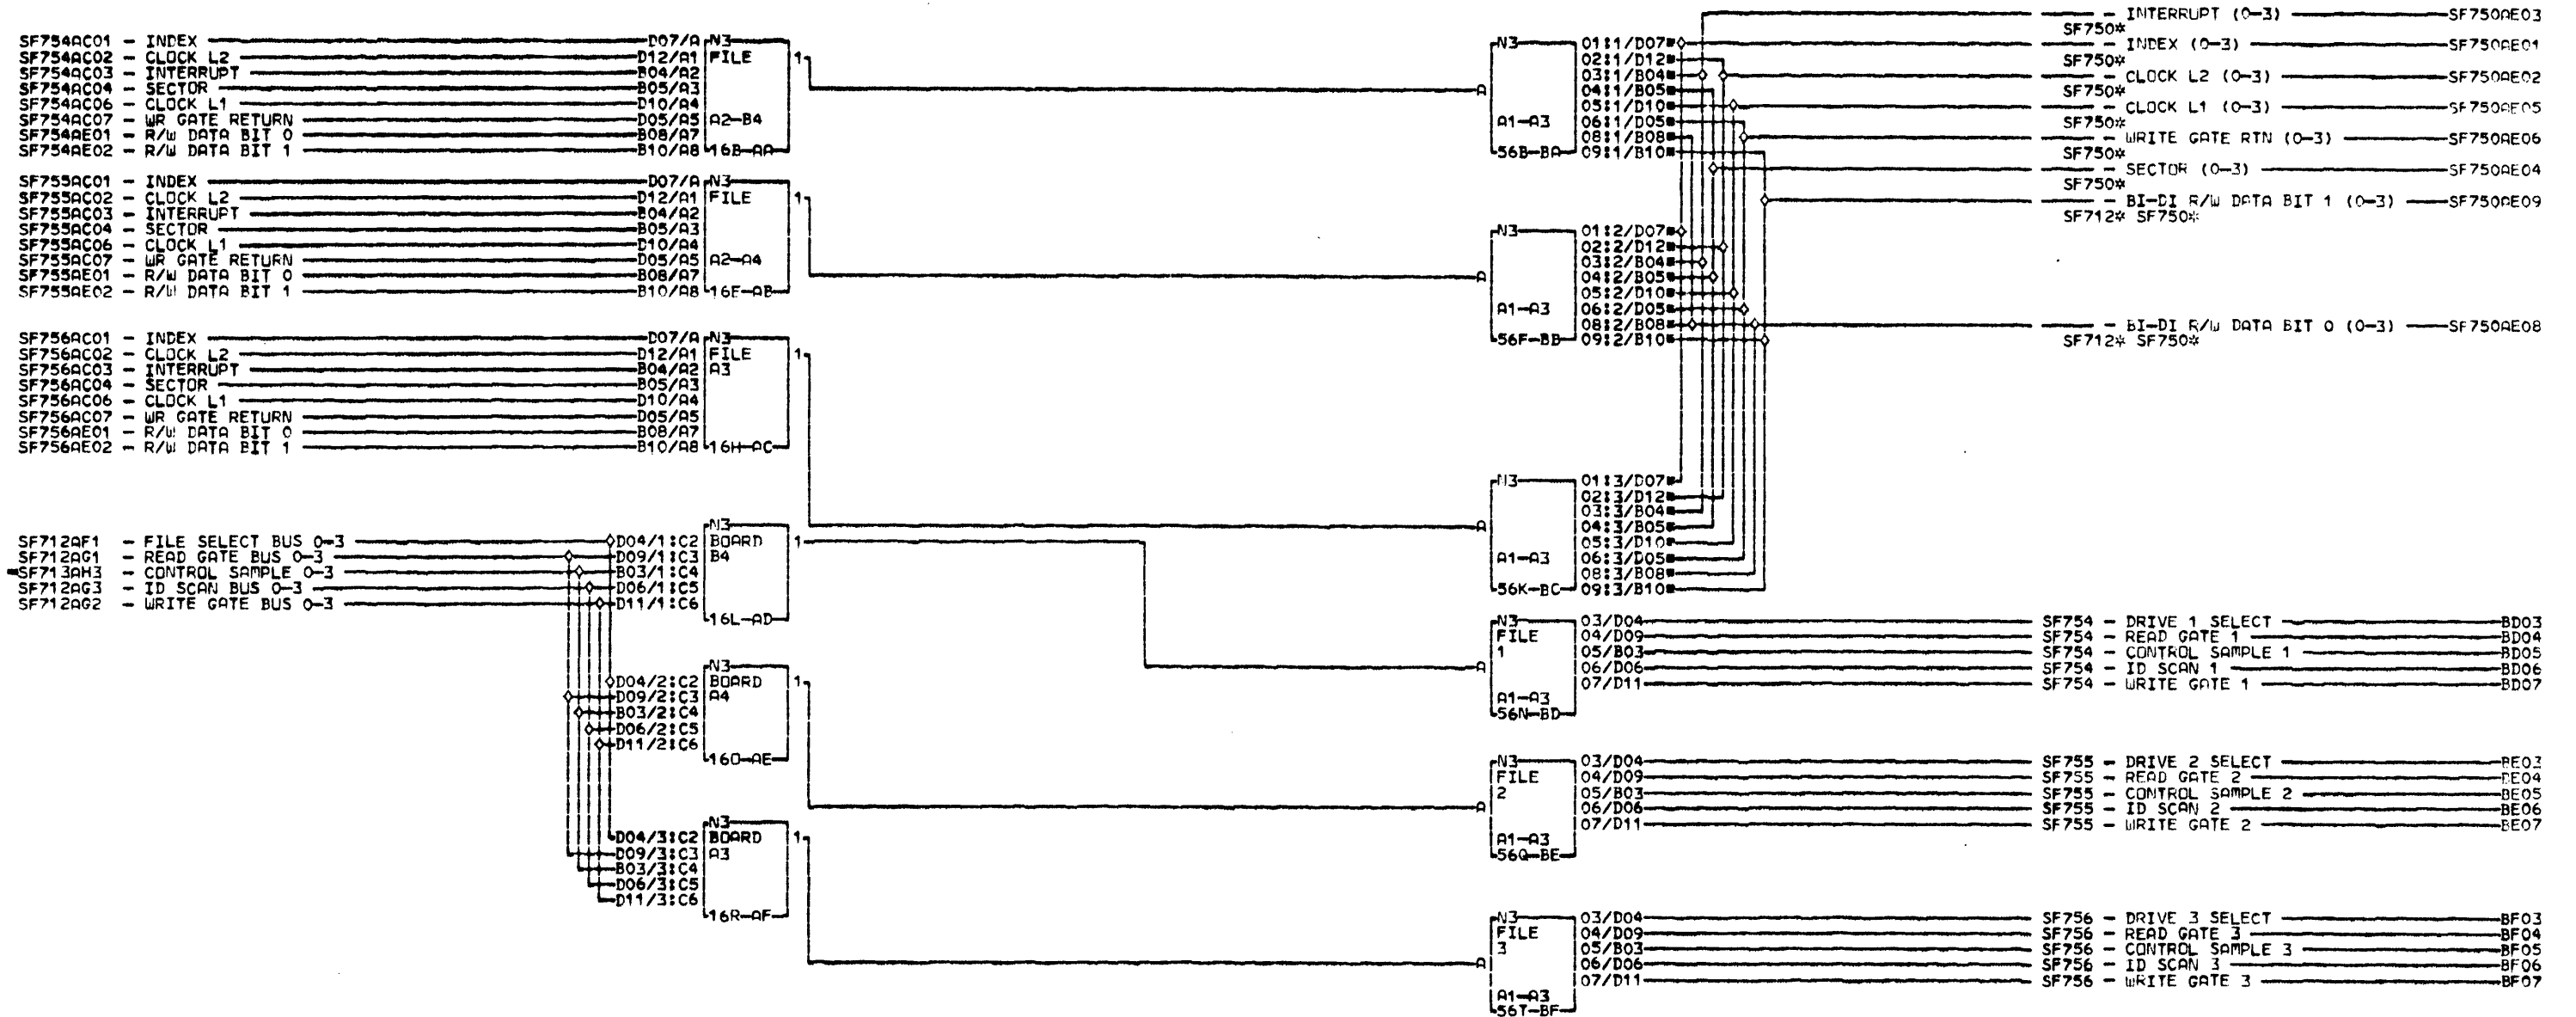 SF754AC01 - INDEX D07/A N3
SF754AC02 - CLOCK L2 D12/A1 FILE 1
SF754AC03 - INTERRUPT B04/A2
SF754AC04 - SECTOR B05/A3
SF754AC06 - CLOCK L1 D10/A4
SF754AC07 - WR GATE RETURN D05/A5 A2-B4
SF754AE01 - R/W DATA BIT 0 B08/A7
SF754AE02 - R/W DATA BIT 1 B10/A8 16B-AA
SF755AC01 - INDEX D07/A N3
SF755AC02 - CLOCK L2 D12/A1 FILE 1
SF755AC03 - INTERRUPT B04/A2
SF755AC04 - SECTOR B05/A3
SF755AC06 - CLOCK L1 D10/A4
SF755AC07 - WR GATE RETURN D05/A5 A2-A4
SF755AE01 - R/W DATA BIT 0 B08/A7
SF755AE02 - R/W DATA BIT 1 B10/A8 16E-AB
SF756AC01 - INDEX D07/A N3
SF756AC02 - CLOCK L2 D12/A1 FILE 1
SF756AC03 - INTERRUPT B04/A2 A3
SF756AC04 - SECTOR B05/A3
SF756AC06 - CLOCK L1 D10/A4
SF756AC07 - WR GATE RETURN D05/A5
SF756AE01 - R/W DATA BIT 0 B08/A7
SF756AE02 - R/W DATA BIT 1 B10/A8 16H-AC
N3
SF712AF1 - FILE SELECT BUS 0-3 D04/1:C2 BOARD 1
SF712AG1 - READ GATE BUS 0-3 D09/1:C3 B4
SF713AH3 - CONTROL SAMPLE 0-3 B03/1:C4
SF712AG3 - ID SCAN BUS 0-3 D06/1:C5
SF712AG2 - WRITE GATE BUS 0-3 D11/1:C6
16L-AD
N3
D04/2:C2 BOARD 1
D09/2:C3 A4
B03/2:C4
D06/2:C5
D11/2:C6
16O-AE
N3
D04/3:C2 BOARD 1
D09/3:C3 A3
B03/3:C4
D06/3:C5
D11/3:C6
16R-AF
N3 01:1/D07
02:1/D12
03:1/B04
A 04:1/B05
05:1/D10
A1-A3 06:1/D05
08:1/B08
56B-BA 09:1/B10
N3 01:2/D07
02:2/D12
03:2/B04
A 04:2/B05
05:2/D10
A1-A3 06:2/D05
08:2/B08
56F-BB 09:2/B10
N3 01:3/D07
02:3/D12
03:3/B04
A 04:3/B05
05:3/D10
A1-A3 06:3/D05
08:3/B08
56K-BC 09:3/B10
- INTERRUPT (0-3) SF750AE03
SF750*
- INDEX (0-3) SF750AE01
SF750*
- CLOCK L2 (0-3) SF750AE02
SF750*
- CLOCK L1 (0-3) SF750AE05
SF750*
- WRITE GATE RTN (0-3) SF750AE06
SF750*
- SECTOR (0-3) SF750AE04
SF750*
- BI-DI R/W DATA BIT 1 (0-3) SF750AE09
SF712* SF750*
- BI-DI R/W DATA BIT 0 (0-3) SF750AE08
SF712* SF750*
N3 03/D04 SF754 - DRIVE 1 SELECT BD03
FILE 04/D09 SF754 - READ GATE 1 BD04
1 05/B03 SF754 - CONTROL SAMPLE 1 BD05
A 06/D06 SF754 - ID SCAN 1 BD06
07/D11 SF754 - WRITE GATE 1 BD07
A1-A3
56N-BD
N3 03/D04 SF755 - DRIVE 2 SELECT BE03
FILE 04/D09 SF755 - READ GATE 2 BE04
2 05/B03 SF755 - CONTROL SAMPLE 2 BE05
A 06/D06 SF755 - ID SCAN 2 BE06
07/D11 SF755 - WRITE GATE 2 BE07
A1-A3
56Q-BE
N3 03/D04 SF756 - DRIVE 3 SELECT BF03
FILE 04/D09 SF756 - READ GATE 3 BF04
3 05/B03 SF756 - CONTROL SAMPLE 3 BF05
A 06/D06 SF756 - ID SCAN 3 BF06
07/D11 SF756 - WRITE GATE 3 BF07
A1-A3
56T-BF